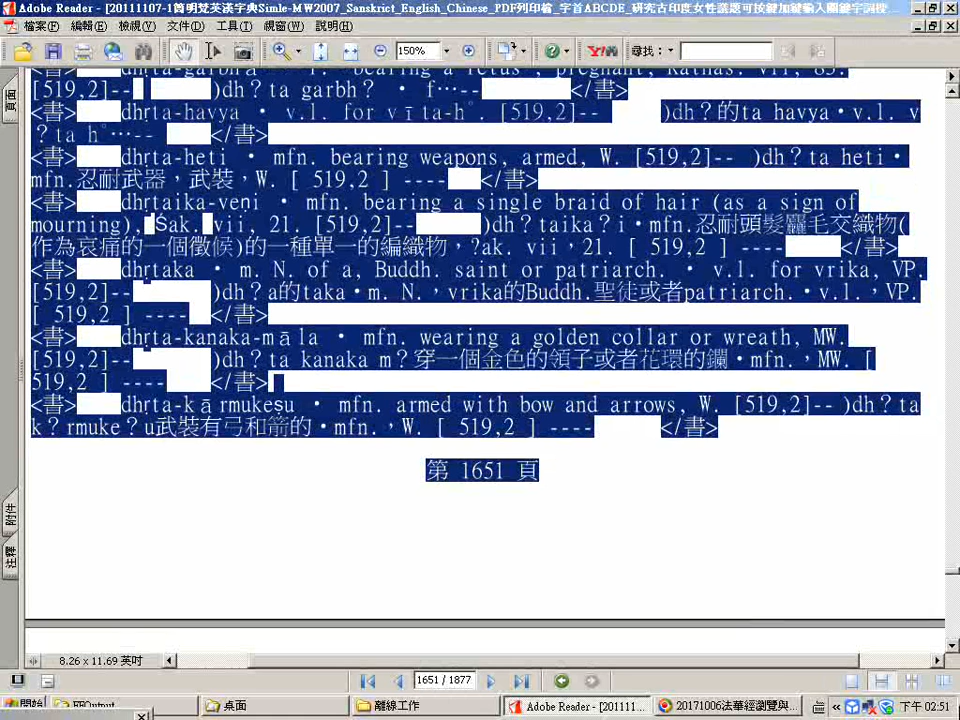 Adobe Reader - [20111107-1簡明梵英漢字典Simle-MW2007_Sanskrict_English_Chinese_PDF列印檔_字首ABCDE_研究古印度女性議題可按鍵加鍵輸入關鍵字詞
檔案(F) 編輯(E) 檢視(V) 文件(D) 工具(T) 視窗(W) 說明(H)
150% Y! 尋找:
頁面
dhṛta-garbhā f. bearing a fetus, pregnant, Kathās. vii, 83.
[519,2]-- )dh?ta garbh? · f…-- </書>
<書> dhṛta-havya · v.l. for vīta-h°. [519,2]-- )dh?的ta havya·v.l. v
?ta h°…-- </書>
<書> dhṛta-heti · mfn. bearing weapons, armed, W. [519,2]-- )dh?ta heti·
mfn.忍耐武器，武裝，W. [ 519,2 ] ---- </書>
<書> dhṛtaika-veṇi · mfn. bearing a single braid of hair (as a sign of
mourning), Śak. vii, 21. [519,2]-- )dh?taika?i·mfn.忍耐頭髮氍毛交織物(
作為哀痛的一個徵候)的一種單一的編織物，?ak. vii，21. [ 519,2 ] ---- </書>
<書> dhṛtaka · m. N. of a, Buddh. saint or patriarch. · v.l. for vrika, VP.
[519,2]-- )dh?a的taka·m. N.，vrika的Buddh.聖徒或者patriarch.·v.l.，VP.
[ 519,2 ] ---- </書>
<書> dhṛta-kanaka-māla · mfn. wearing a golden collar or wreath, MW.
[519,2]-- )dh?ta kanaka m?穿一個金色的領子或者花環的鑭·mfn.，MW. [
519,2 ] ---- </書>
<書> dhṛta-kārmukeṣu · mfn. armed with bow and arrows, W. [519,2]-- )dh?ta
k?rmuke?u武裝有弓和箭的·mfn.，W. [ 519,2 ] ---- </書>
第 1651 頁
附件
注釋
8.26 x 11.69 英吋
1651 / 1877
開始 FFOutput 桌面 離線工作 Adobe Reader - [201... 20171006法華經瀏覽與... 下午 02:51